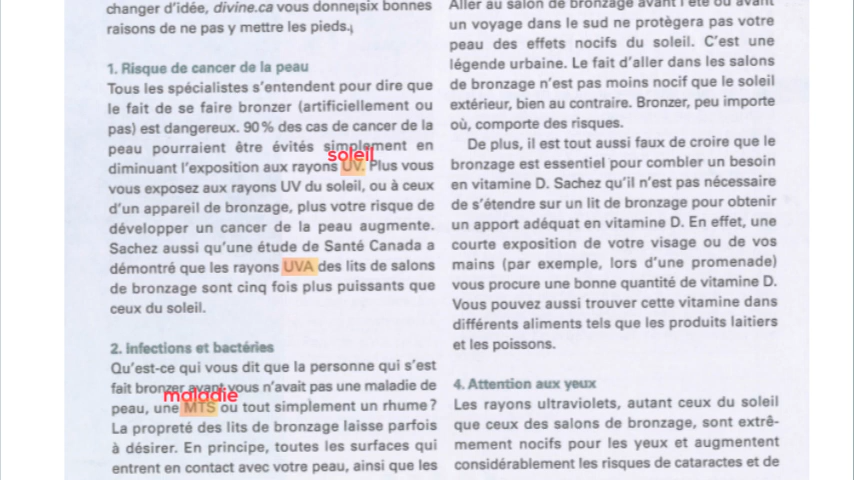 changer d'idée, divine.ca vous donne six bonnes
raisons de ne pas y mettre les pieds.
1. Risque de cancer de la peau
Tous les spécialistes s'entendent pour dire que
le fait de se faire bronzer (artificiellement ou
pas) est dangereux. 90 % des cas de cancer de la
peau pourraient être évités simplement en
soleil
diminuant l'exposition aux rayons UV. Plus vous
vous exposez aux rayons UV du soleil, ou à ceux
d'un appareil de bronzage, plus votre risque de
développer un cancer de la peau augmente.
Sachez aussi qu'une étude de Santé Canada a
démontré que les rayons UVA des lits de salons
de bronzage sont cinq fois plus puissants que
ceux du soleil.
2. Infections et bactéries
Qu'est-ce qui vous dit que la personne qui s'est
fait bronzer avant vous n'avait pas une maladie de
maladie
peau, une MTS ou tout simplement un rhume ?
La propreté des lits de bronzage laisse parfois
à désirer. En principe, toutes les surfaces qui
entrent en contact avec votre peau, ainsi que les
Aller au salon de bronzage avant l'été ou avant
un voyage dans le sud ne protègera pas votre
peau des effets nocifs du soleil. C'est une
légende urbaine. Le fait d'aller dans les salons
de bronzage n'est pas moins nocif que le soleil
extérieur, bien au contraire. Bronzer, peu importe
où, comporte des risques.
De plus, il est tout aussi faux de croire que le
bronzage est essentiel pour combler un besoin
en vitamine D. Sachez qu'il n'est pas nécessaire
de s'étendre sur un lit de bronzage pour obtenir
un apport adéquat en vitamine D. En effet, une
courte exposition de votre visage ou de vos
mains (par exemple, lors d'une promenade)
vous procure une bonne quantité de vitamine D.
Vous pouvez aussi trouver cette vitamine dans
différents aliments tels que les produits laitiers
et les poissons.
4. Attention aux yeux
Les rayons ultraviolets, autant ceux du soleil
que ceux des salons de bronzage, sont extrê-
mement nocifs pour les yeux et augmentent
considérablement les risques de cataractes et de